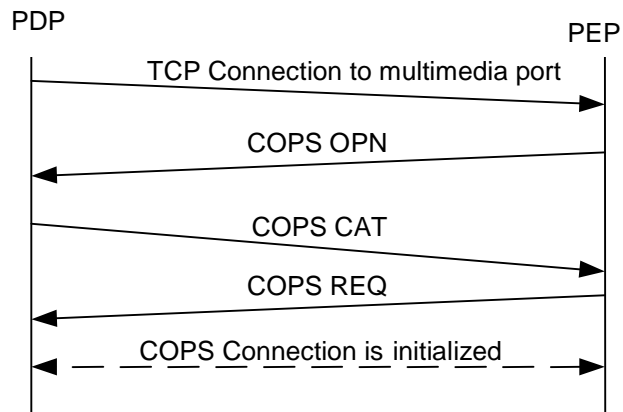 PDP
PEP
TCP Connection to multimedia port
COPS OPN
COPS CAT
COPS REQ
COPS Connection is initialized